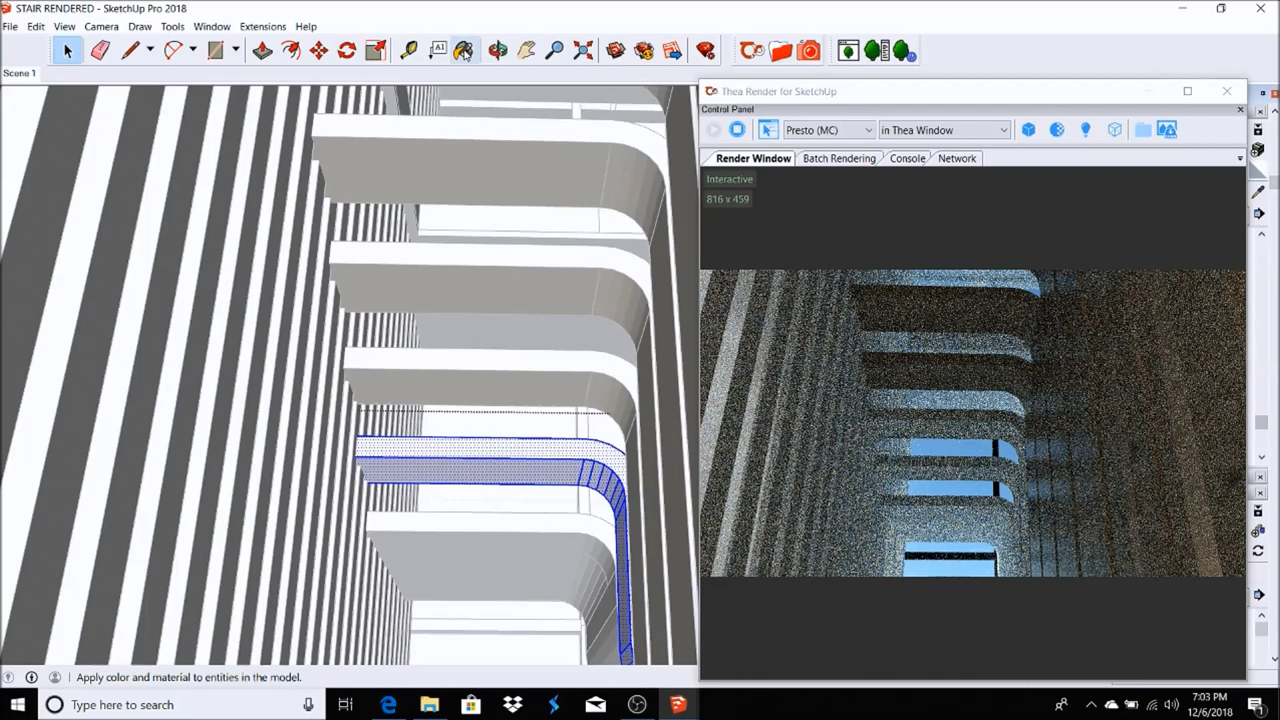 STAIR RENDERED - SketchUp Pro 2018
File Edit View Camera Draw Tools Window Extensions Help
A1
Scene 1
Thea Render for SketchUp
Control Panel
Presto (MC) in Thea Window
Render Window Batch Rendering Console Network
Interactive
816 x 459
Apply color and material to entities in the model.
Type here to search
7:03 PM
12/6/2018